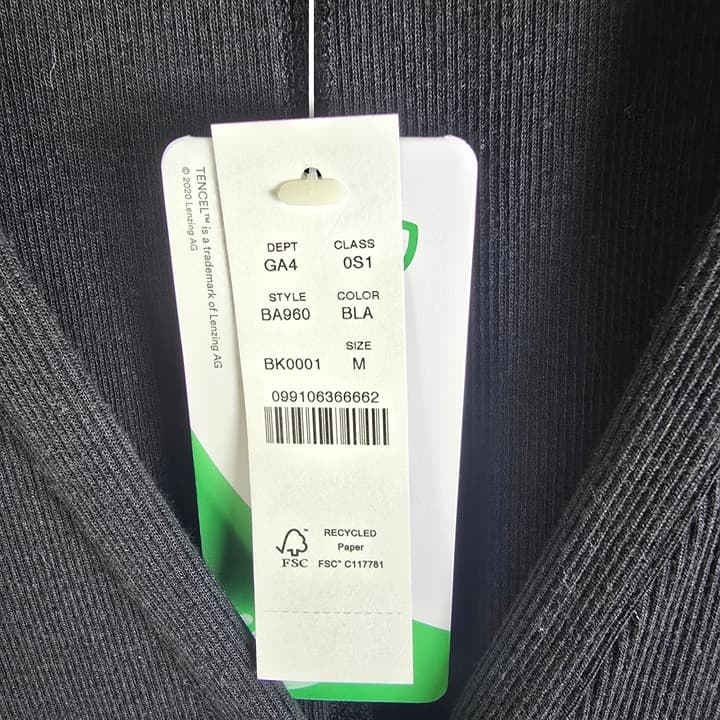 TENCEL™ is a trademark of Lenzing AG
© 2020 Lenzing AG
DEPT CLASS
GA4 0S1
STYLE COLOR
BA960 BLA
SIZE
BK0001 M
099106366662
FSC™
RECYCLED
Paper
FSC™ C117781